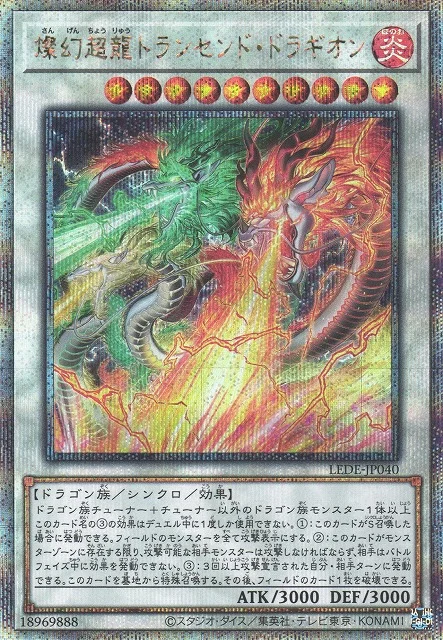 さん げん ちょう りゅう
燦幻超龍トランセンド・ドラギオン
ほのお
炎
LEDE-JP040
【ドラゴン族／シンクロ／効果】
ドラゴン族チューナー＋チューナー以外のドラゴン族モンスター1体以上
このカード名の③の効果はデュエル中に1度しか使用できない。①：このカードがS召喚した
場合に発動できる。フィールドのモンスターを全て攻撃表示にする。②：このカードがモン
スターゾーンに存在する限り、攻撃可能な相手モンスターは攻撃しなければならず、相手はバトル
フェイズ中に効果を発動できない。③：3回以上攻撃宣言された自分・相手ターンに発動
できる。このカードを墓地から特殊召喚する。その後、フィールドのカード1枚を破壊できる。
ATK/3000 DEF/3000
18969888
©スタジオ・ダイス／集英社・テレビ東京・KONAMI